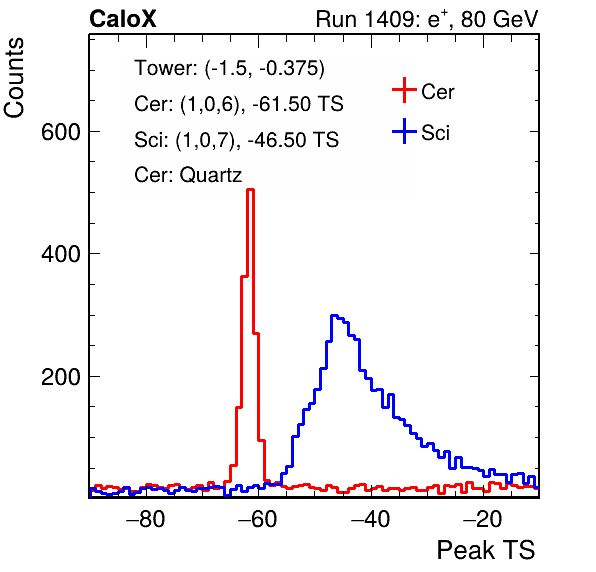 CaloX Run 1409: e⁺, 80 GeV
Counts
Tower: (-1.5, -0.375)
Cer: (1,0,6), -61.50 TS
Sci: (1,0,7), -46.50 TS
Cer: Quartz
Cer
Sci
600
400
200
−80 −60 −40 −20
Peak TS